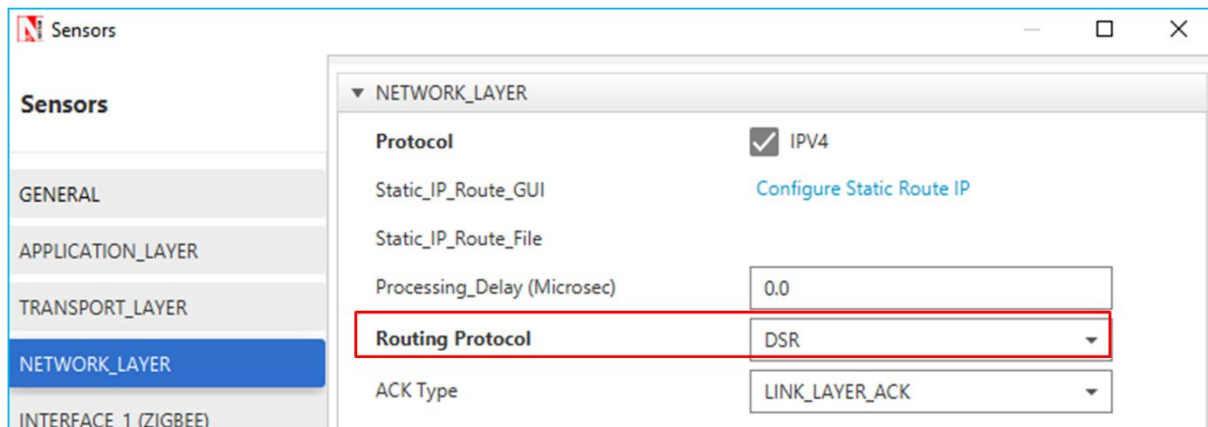 Sensors
Sensors
GENERAL
APPLICATION_LAYER
TRANSPORT_LAYER
NETWORK_LAYER
INTERFACE_1 (ZIGBEE)
NETWORK_LAYER
Protocol IPV4
Static_IP_Route_GUI Configure Static Route IP
Static_IP_Route_File
Processing_Delay (Microsec) 0.0
Routing Protocol DSR
ACK Type LINK_LAYER_ACK